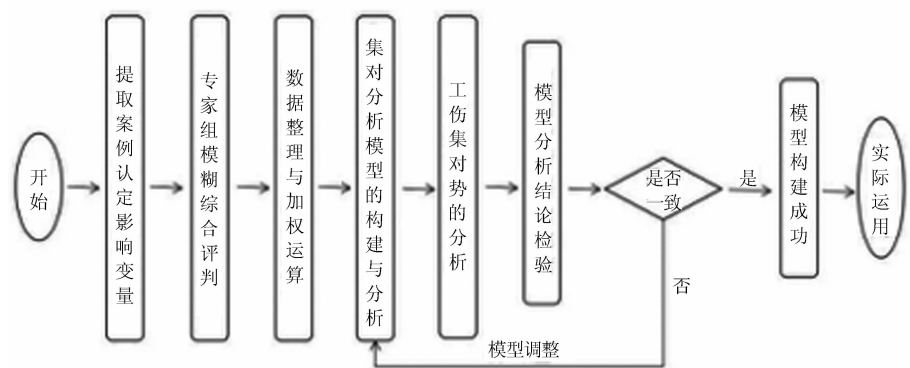 开始
提取案例认定影响变量
专家组模糊综合评判
数据整理与加权运算
集对分析模型的构建与分析
工伤集对势的分析
模型分析结论检验
是否
一致
是
模型构建成功
实际运用
否
模型调整